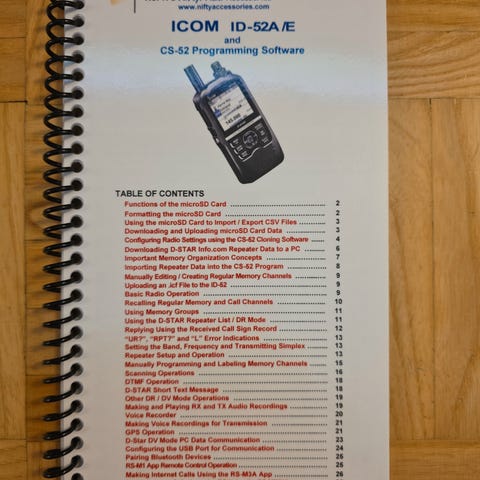 www.niftyaccessories.com
ICOM ID-52A/E
and
CS-52 Programming Software
TABLE OF CONTENTS
Functions of the microSD Card 2
Formatting the microSD Card 2
Using the microSD Card to Import / Export CSV Files 3
Downloading and Uploading microSD Card Data 3
Configuring Radio Settings using the CS-52 Cloning Software 4
Downloading D-STAR Info.com Repeater Data to a PC 6
Important Memory Organization Concepts 7
Importing Repeater Data into the CS-52 Program 8
Manually Editing / Creating Regular Memory Channels 9
Uploading an .icf File to the ID-52 9
Basic Radio Operation 9
Recalling Regular Memory and Call Channels 10
Using Memory Groups 11
Using the D-STAR Repeater List / DR Mode 11
Replying Using the Received Call Sign Record 12
"UR?", "RPT?" and "L" Error Indications 13
Setting the Band, Frequency and Transmitting Simplex 13
Repeater Setup and Operation 13
Manually Programming and Labeling Memory Channels 15
Scanning Operations 16
DTMF Operation 18
D-STAR Short Text Message 18
Other DR / DV Mode Operations 19
Making and Playing RX and TX Audio Recordings 19
Voice Recorder 20
Making Voice Recordings for Transmission 21
GPS Operation 21
D-Star DV Mode PC Data Communication 23
Configuring the USB Port for Communication 24
Pairing Bluetooth Devices 25
RS-M1 App Remote Control Operation 25
Making Internet Calls Using the RS-M3A App 26